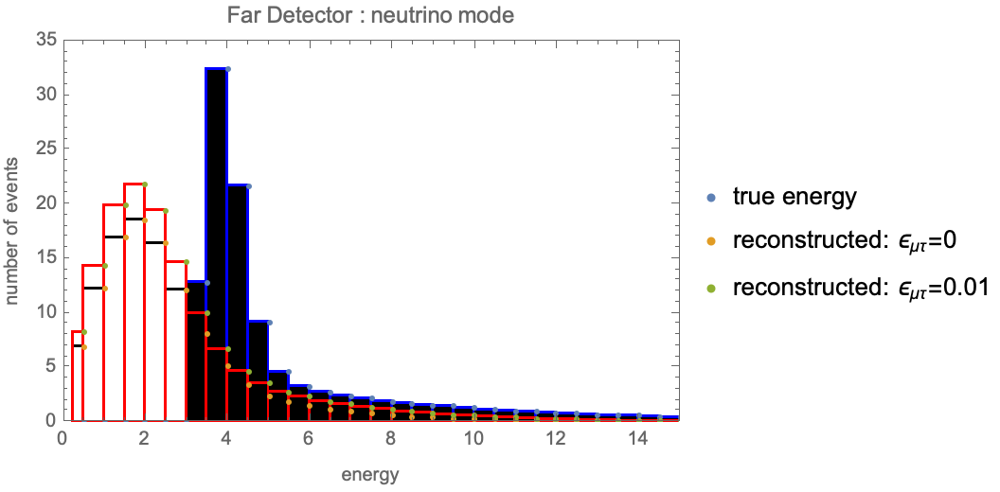 Far Detector : neutrino mode
number of events
35
30
25
20
15
10
5
0
0 2 4 6 8 10 12 14
energy
true energy
reconstructed: ϵμτ=0
reconstructed: ϵμτ=0.01